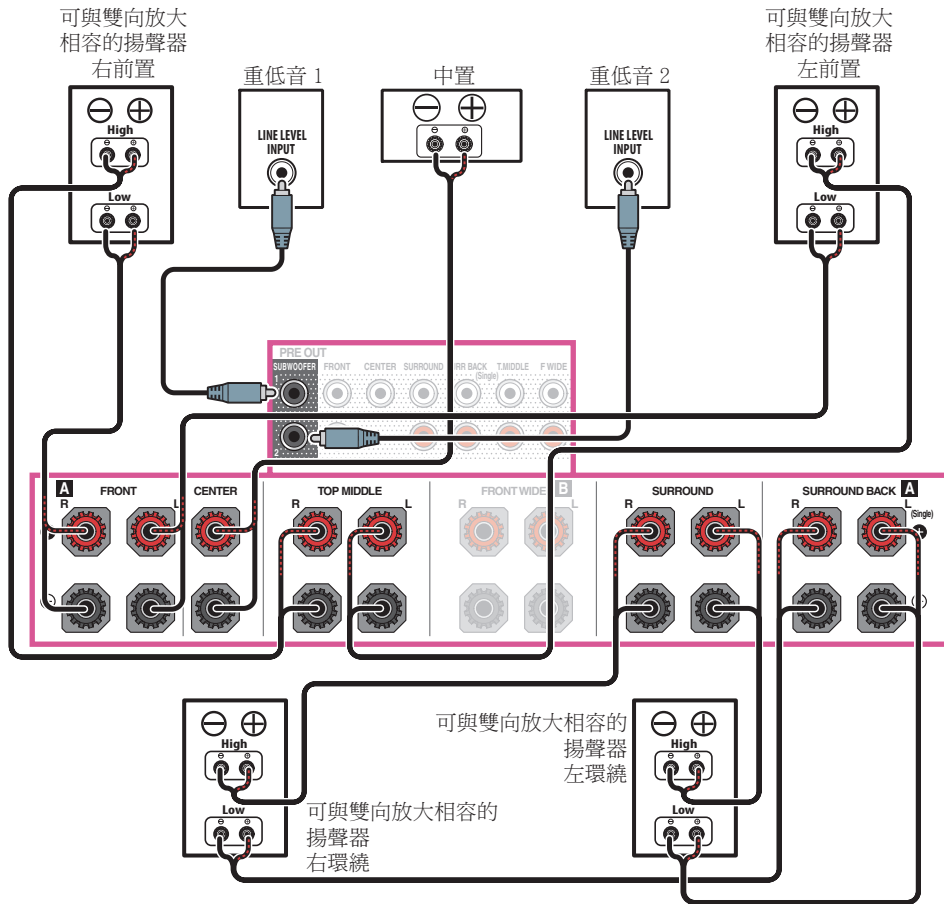 可與雙向放大
相容的揚聲器
右前置
重低音 1
中置
重低音 2
可與雙向放大
相容的揚聲器
左前置
High
Low
LINE LEVEL
INPUT
LINE LEVEL
INPUT
High
Low
PRE OUT
SUBWOOFER FRONT CENTER SURROUND T.MIDDLE F WIDE
(Single)
1
2
A FRONT CENTER TOP MIDDLE FRONT WIDE B SURROUND SURROUND BACK A
R L R L R L R L R L
(Single)
High
Low
可與雙向放大相容的
揚聲器
右環繞
可與雙向放大相容的
揚聲器
左環繞
High
Low